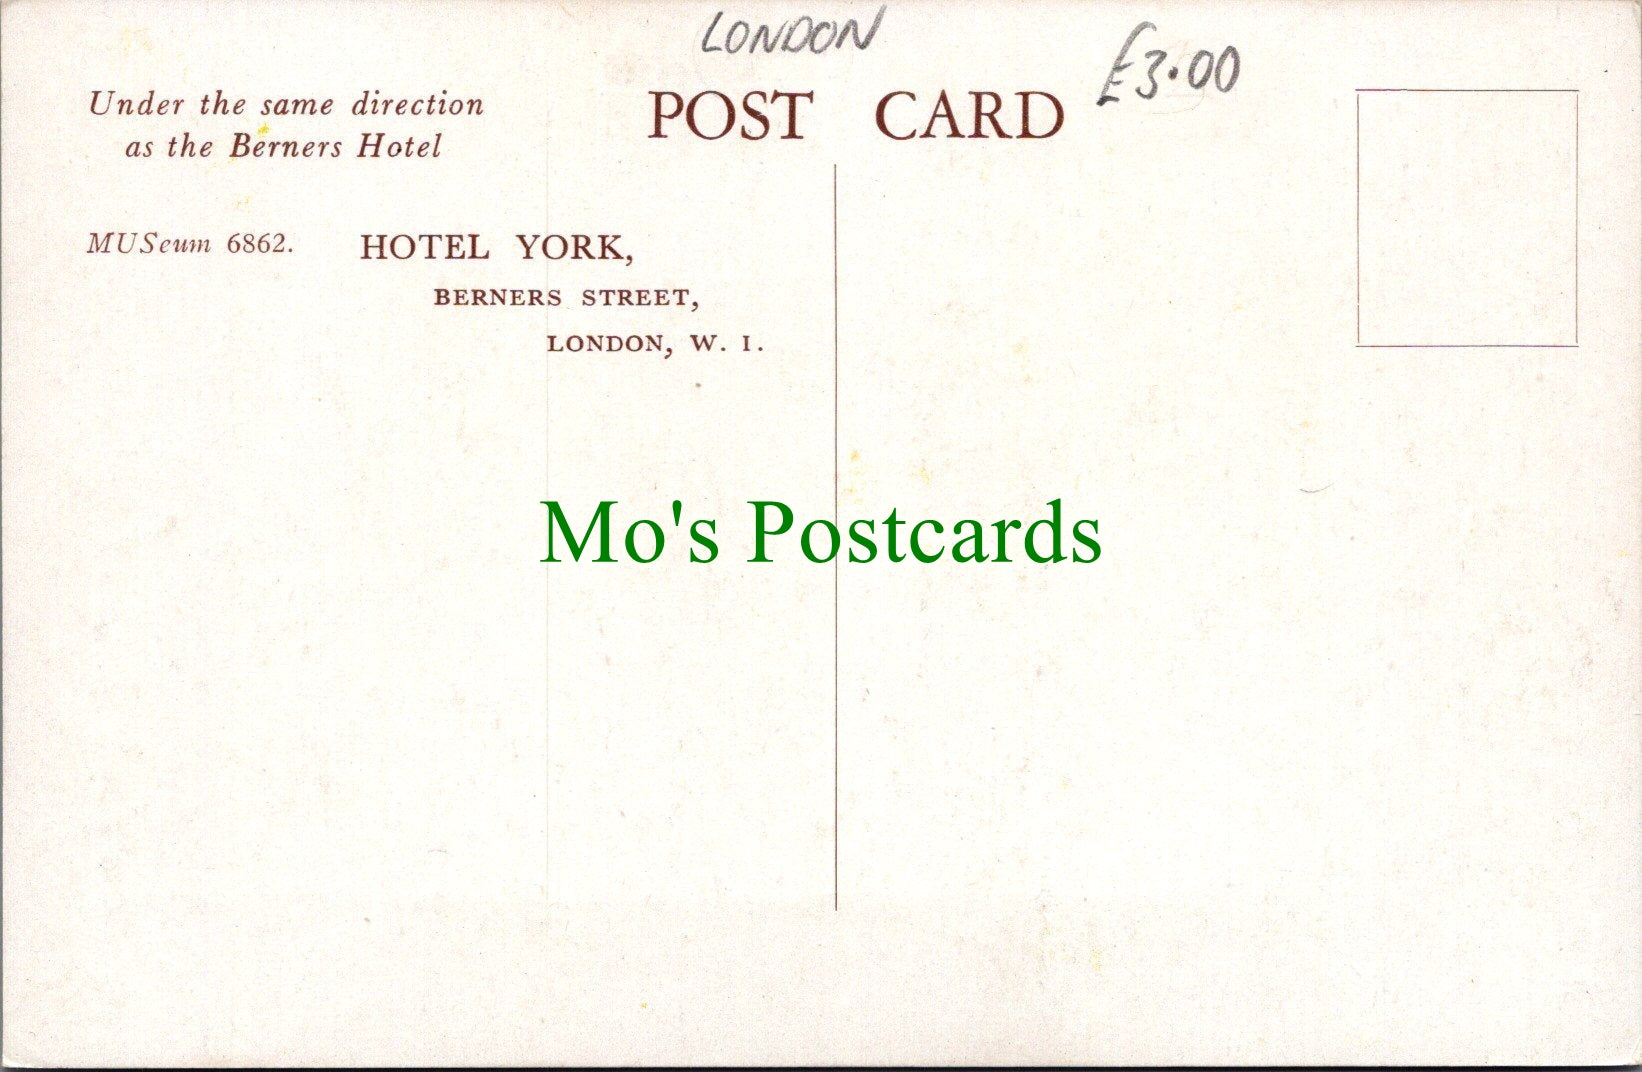 LONDON
£3.00
Under the same direction
as the Berners Hotel
POST CARD
MUSeum 6862. HOTEL YORK,
BERNERS STREET,
LONDON, W. I.
Mo's Postcards